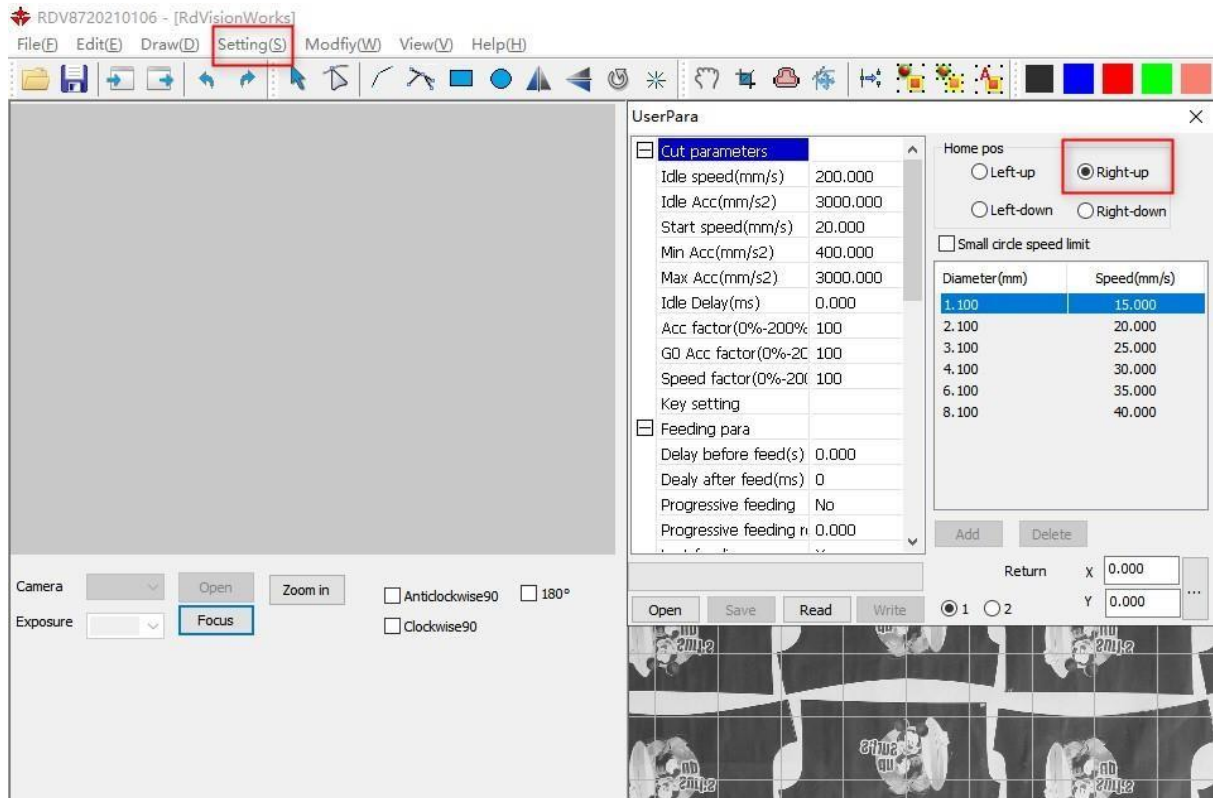 RDV8720210106 - [RdVisionWorks]
File(F) Edit(E) Draw(D) Setting(S) Modfiy(W) View(V) Help(H)
A
UserPara
Cut parameters
Idle speed(mm/s) 200.000
Idle Acc(mm/s2) 3000.000
Start speed(mm/s) 20.000
Min Acc(mm/s2) 400.000
Max Acc(mm/s2) 3000.000
Idle Delay(ms) 0.000
Acc factor(0%-200% 100
G0 Acc factor(0%-20 100
Speed factor(0%-200 100
Key setting
Feeding para
Delay before feed(s) 0.000
Dealy after feed(ms) 0
Progressive feeding No
Progressive feeding 0.000
Home pos
Left-up Right-up
Left-down Right-down
Small circle speed limit
Diameter(mm) Speed(mm/s)
1.100 15.000
2.100 20.000
3.100 25.000
4.100 30.000
6.100 35.000
8.100 40.000
Add Delete
Return X 0.000
Y 0.000
...
Open Save Read Write 1 2
Camera Open Zoom in Anticlockwise90 180°
Exposure Focus Clockwise90